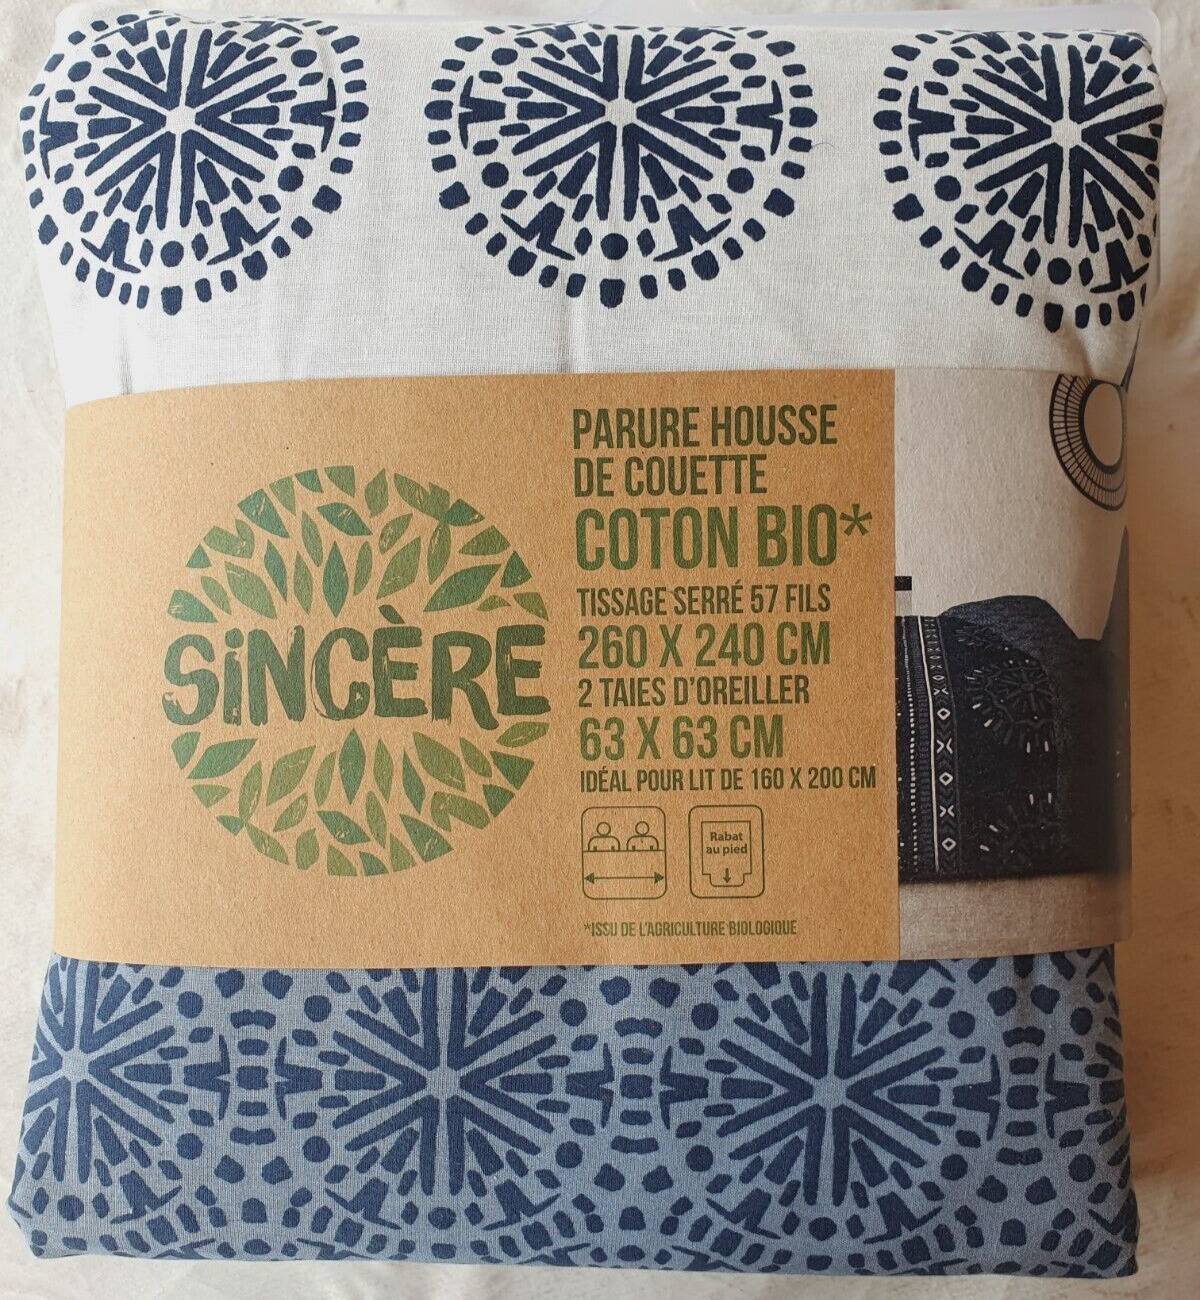 SiNCÈRE
PARURE HOUSSE
DE COUETTE
COTON BIO*
TISSAGE SERRÉ 57 FILS
260 X 240 CM
2 TAIES D'OREILLER
63 X 63 CM
IDÉAL POUR LIT DE 160 X 200 CM
Rabat
au pied
*ISSU DE L'AGRICULTURE BIOLOGIQUE